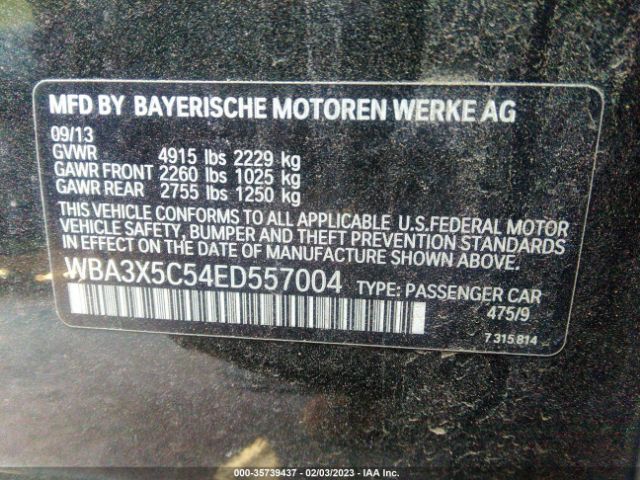 MFD BY BAYERISCHE MOTOREN WERKE AG
09/13
GVWR 4915 lbs 2229 kg
GAWR FRONT 2260 lbs 1025 kg
GAWR REAR 2755 lbs 1250 kg
THIS VEHICLE CONFORMS TO ALL APPLICABLE U.S.FEDERAL MOTOR
VEHICLE SAFETY, BUMPER AND THEFT PREVENTION STANDARDS IN
EFFECT ON THE DATE OF MANUFACTURE SHOWN ABOVE.
WBA3X5C54ED557004 TYPE: PASSENGER CAR
475/9
7 315 814
000-35739437 - 02/03/2023 - IAA Inc.